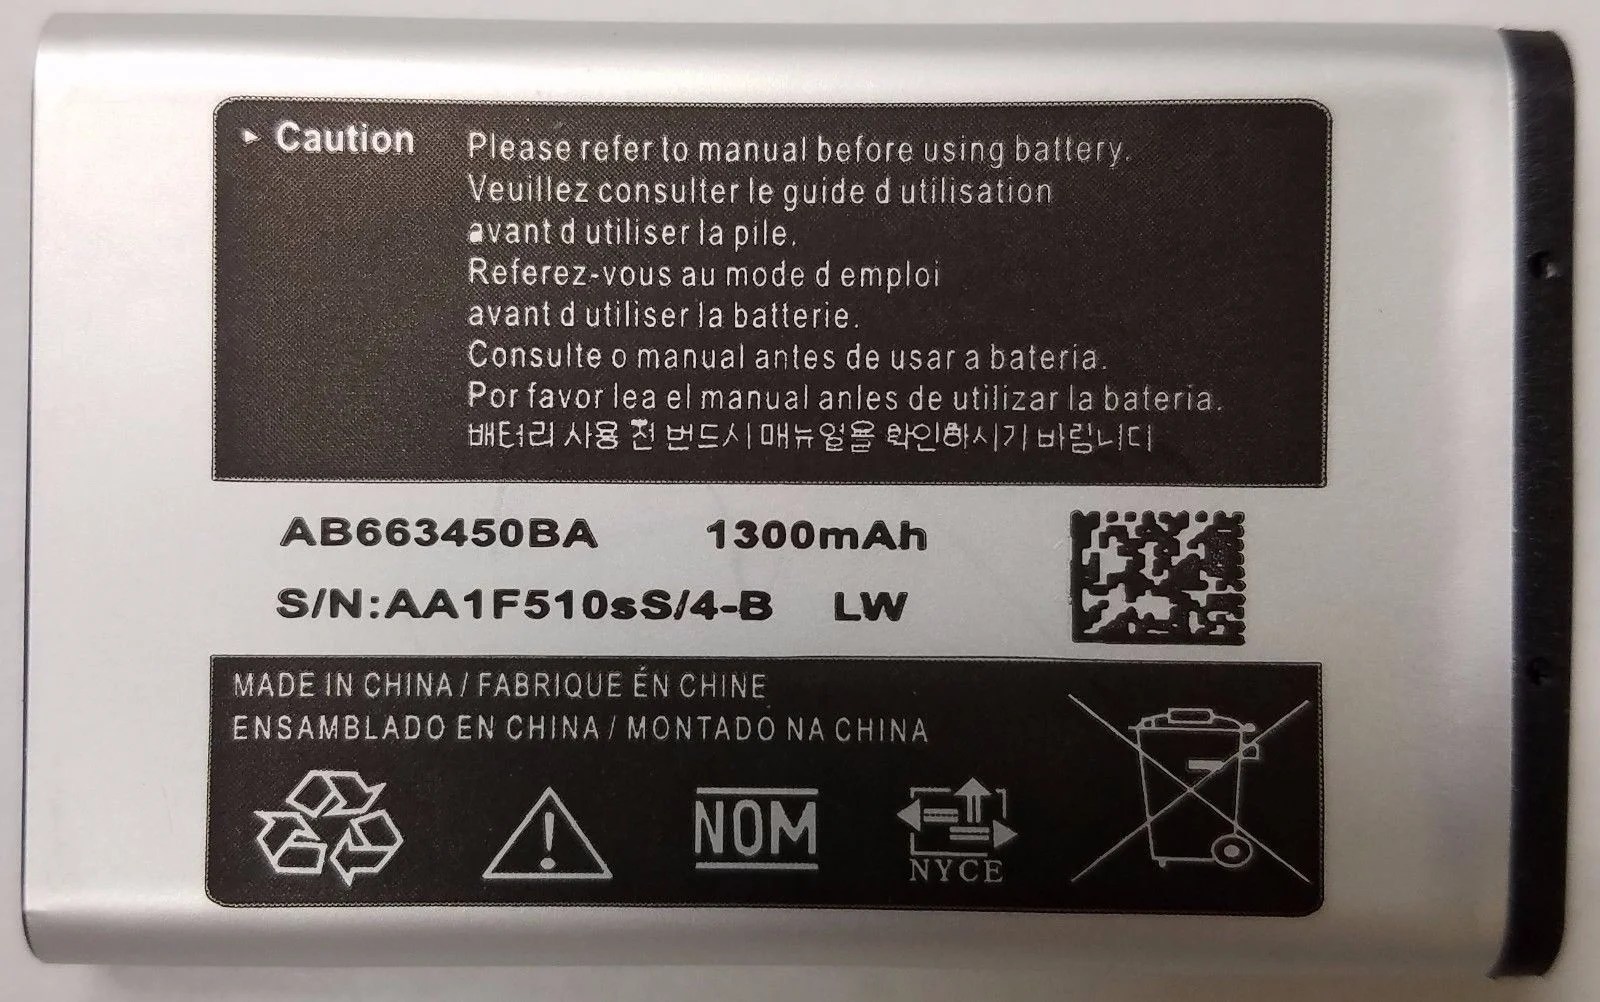 Caution
Please refer to manual before using battery.
Veuillez consulter le guide d utilisation
avant d utiliser la pile.
Referez-vous au mode d emploi
avant d utiliser la batterie.
Consulte o manual antes de usar a bateria.
Por favor lea el manual anles de utilizar la bateria.
배터리 사용 전 번드시 매뉴얼을 확인하시기 바립니디
AB663450BA 1300mAh
S/N:AA1F510sS/4-B LW
MADE IN CHINA / FABRIQUE ÉN CHINE
ENSAMBLADO EN CHINA / MONTADO NA CHINA
NOM
NYCE